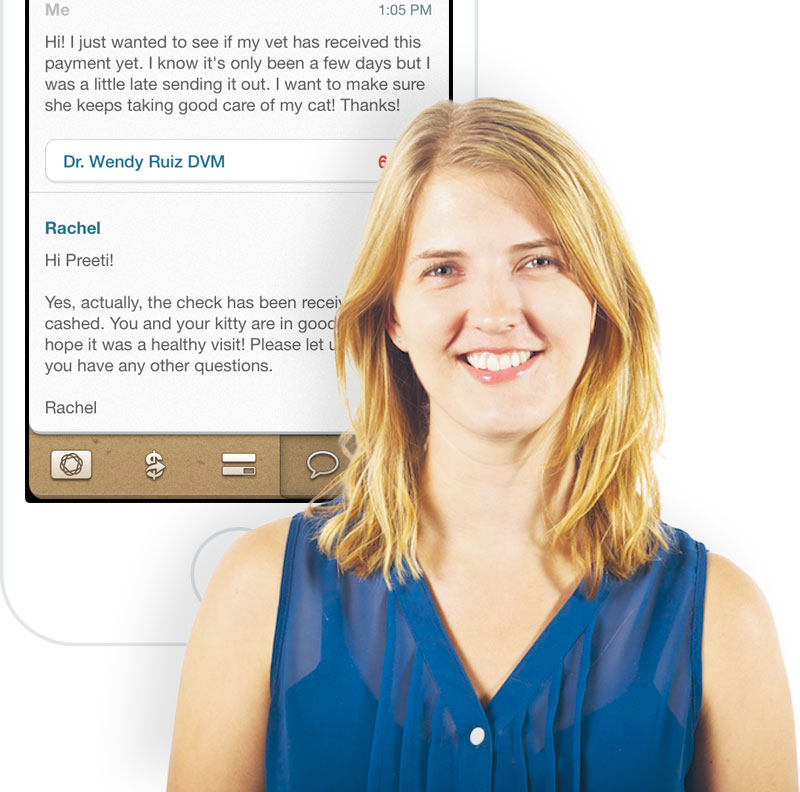 Me 1:05 PM
Hi! I just wanted to see if my vet has received this
payment yet. I know it's only been a few days but I
was a little late sending it out. I want to make sure
she keeps taking good care of my cat! Thanks!
Dr. Wendy Ruiz DVM 6
Rachel
Hi Preeti!
Yes, actually, the check has been
cashed. You and your kitty are in good
hope it was a healthy visit! Please let
you have any other questions.
Rachel